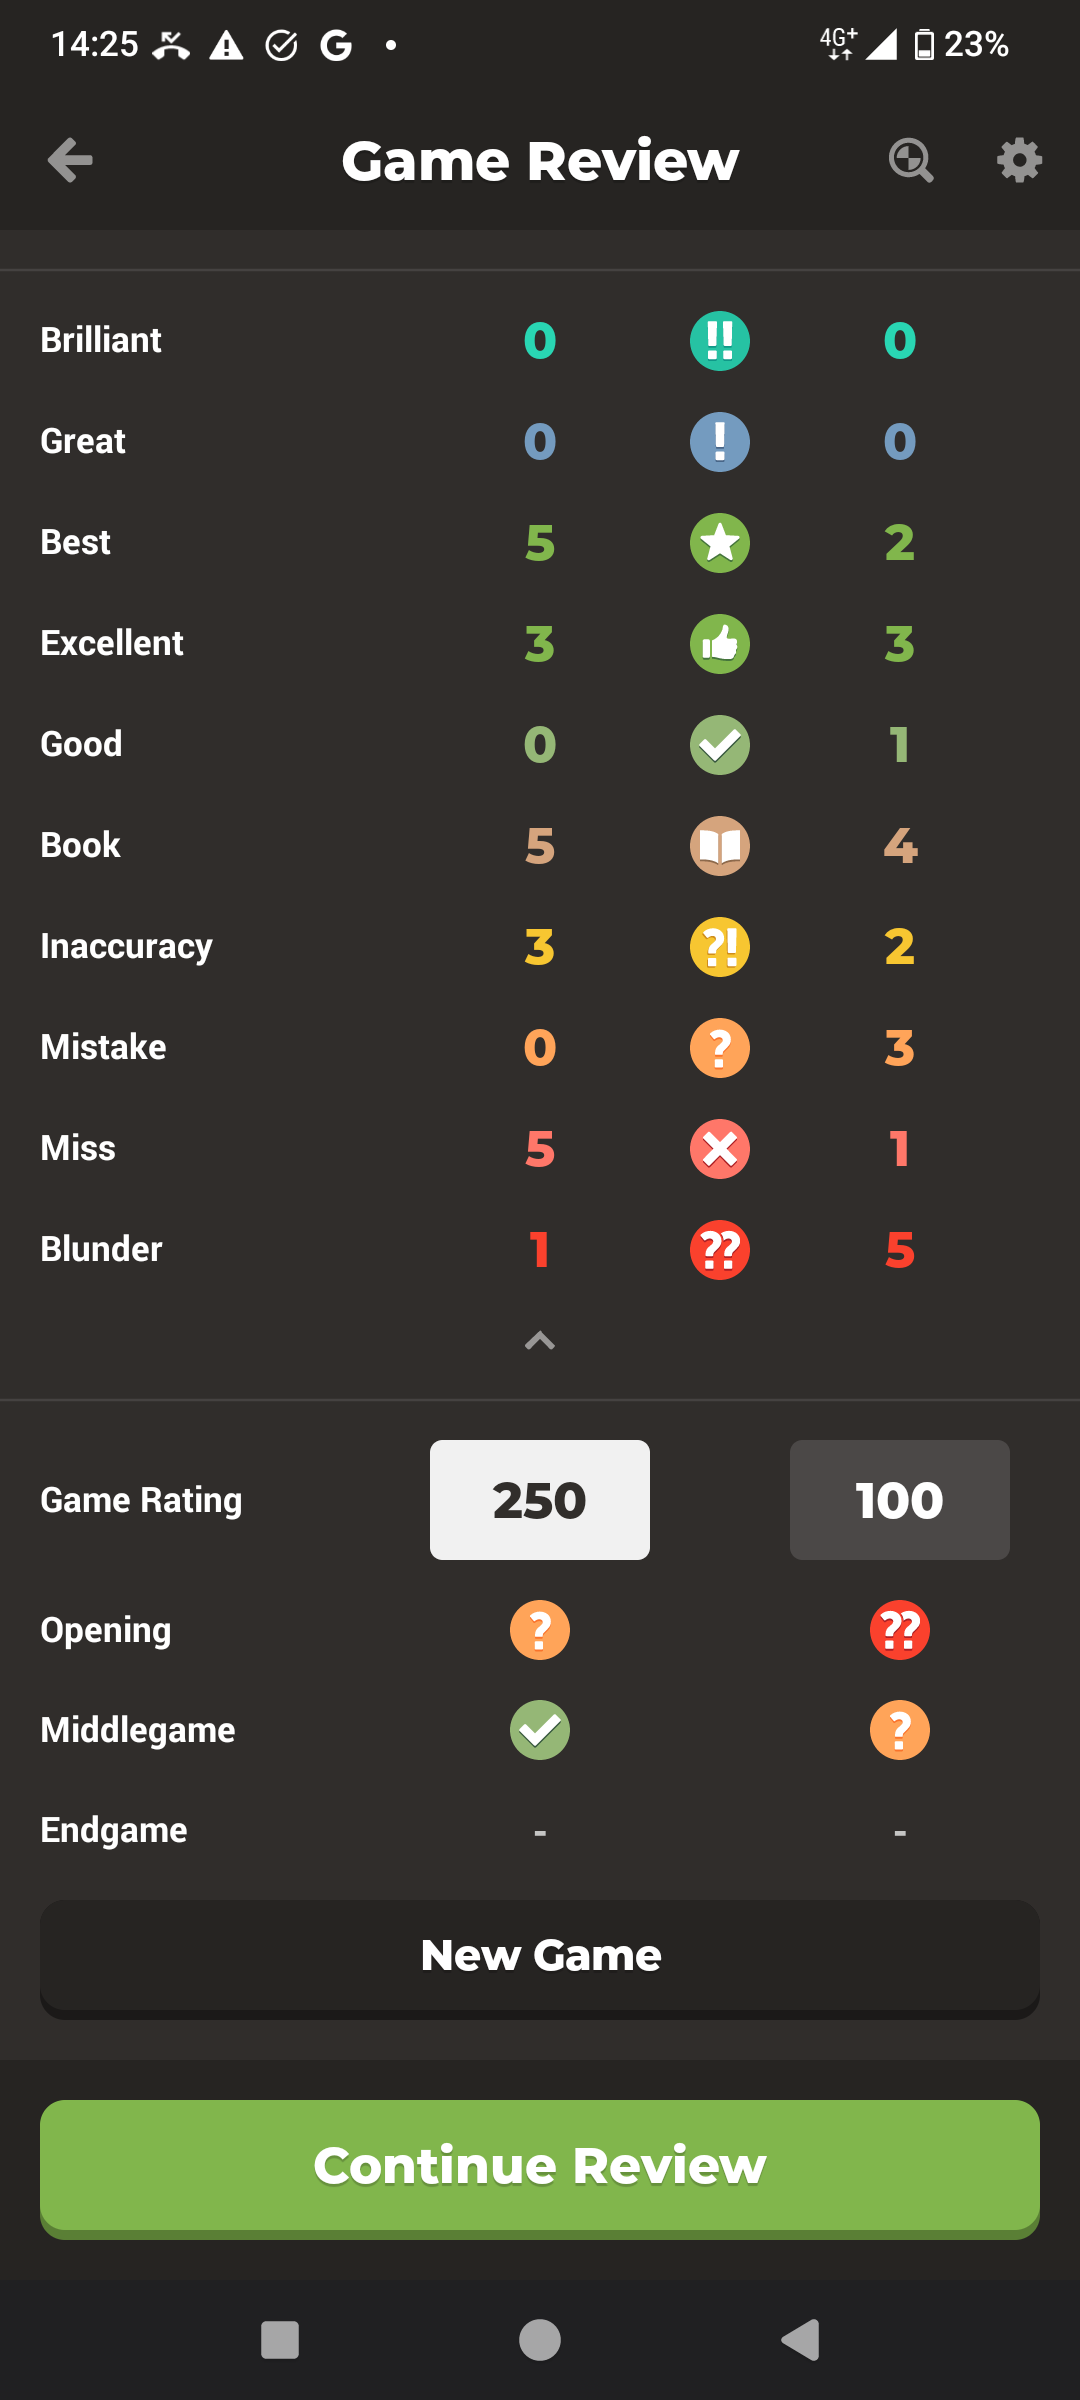 14:25 4G+ 23%
Game Review
Brilliant 0 !! 0
Great 0 ! 0
Best 5 2
Excellent 3 3
Good 0 1
Book 5 4
Inaccuracy 3 ?! 2
Mistake 0 ? 3
Miss 5 1
Blunder 1 ?? 5
Game Rating 250 100
Opening ? ??
Middlegame ?
Endgame - -
New Game
Continue Review